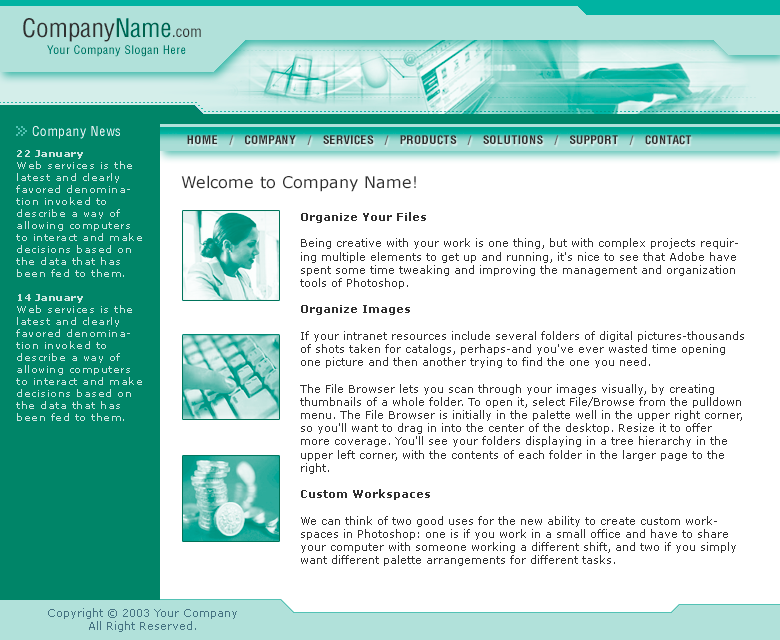 CompanyName.com
Your Company Slogan Here
HOME / COMPANY / SERVICES / PRODUCTS / SOLUTIONS / SUPPORT / CONTACT
Company News
22 January
Web services is the
latest and clearly
favored denomina-
tion invoked to
describe a way of
allowing computers
to interact and make
decisions based on
the data that has
been fed to them.
14 January
Web services is the
latest and clearly
favored denomina-
tion invoked to
describe a way of
allowing computers
to interact and make
decisions based on
the data that has
been fed to them.
Welcome to Company Name!
Organize Your Files
Being creative with your work is one thing, but with complex projects requir-
ing multiple elements to get up and running, it's nice to see that Adobe have
spent some time tweaking and improving the management and organization
tools of Photoshop.
Organize Images
If your intranet resources include several folders of digital pictures-thousands
of shots taken for catalogs, perhaps-and you've ever wasted time opening
one picture and then another trying to find the one you need.
The File Browser lets you scan through your images visually, by creating
thumbnails of a whole folder. To open it, select File/Browse from the pulldown
menu. The File Browser is initially in the palette well in the upper right corner,
so you'll want to drag in into the center of the desktop. Resize it to offer
more coverage. You'll see your folders displaying in a tree hierarchy in the
upper left corner, with the contents of each folder in the larger page to the
right.
Custom Workspaces
We can think of two good uses for the new ability to create custom work-
spaces in Photoshop: one is if you work in a small office and have to share
your computer with someone working a different shift, and two if you simply
want different palette arrangements for different tasks.
Copyright © 2003 Your Company
All Right Reserved.